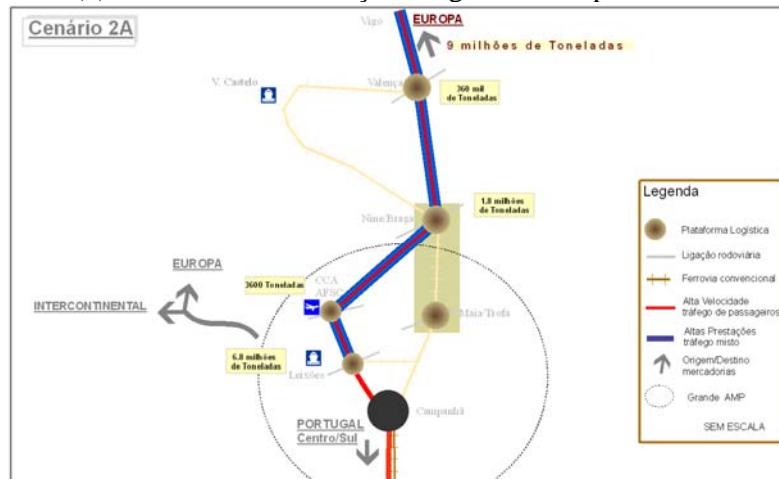 Cenário 2A
Vigo
EUROPA
9 milhões de Toneladas
V. Castelo
Valença
360 mil
de Toneladas
1.8 milhões
de Toneladas
Nine/Braga
EUROPA
INTERCONTINENTAL
3600 Toneladas
CCA
AFSC
Maia/Trofa
6.8 milhões
de Toneladas
Leixões
Campanhã
PORTUGAL
Centro/Sul
Legenda
Plataforma Logística
Ligação rodoviária
Ferrovia convencional
Alta Velocidade
tráfego de passageiros
Altas Prestações
tráfego misto
Origem/Destino
mercadorias
Grande AMP
SEM ESCALA